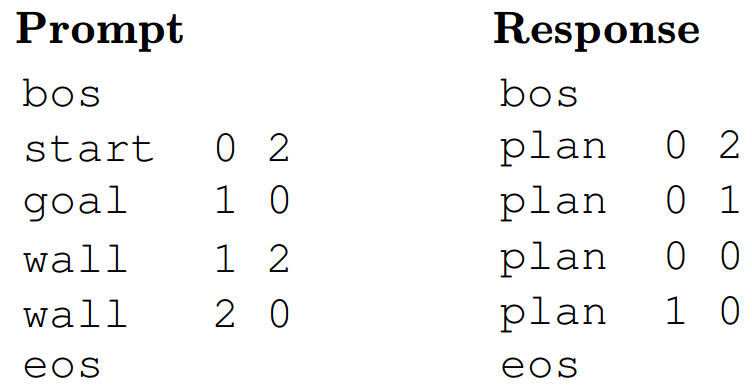 Prompt
bos
start 0 2
goal 1 0
wall 1 2
wall 2 0
eos
Response
bos
plan 0 2
plan 0 1
plan 0 0
plan 1 0
eos